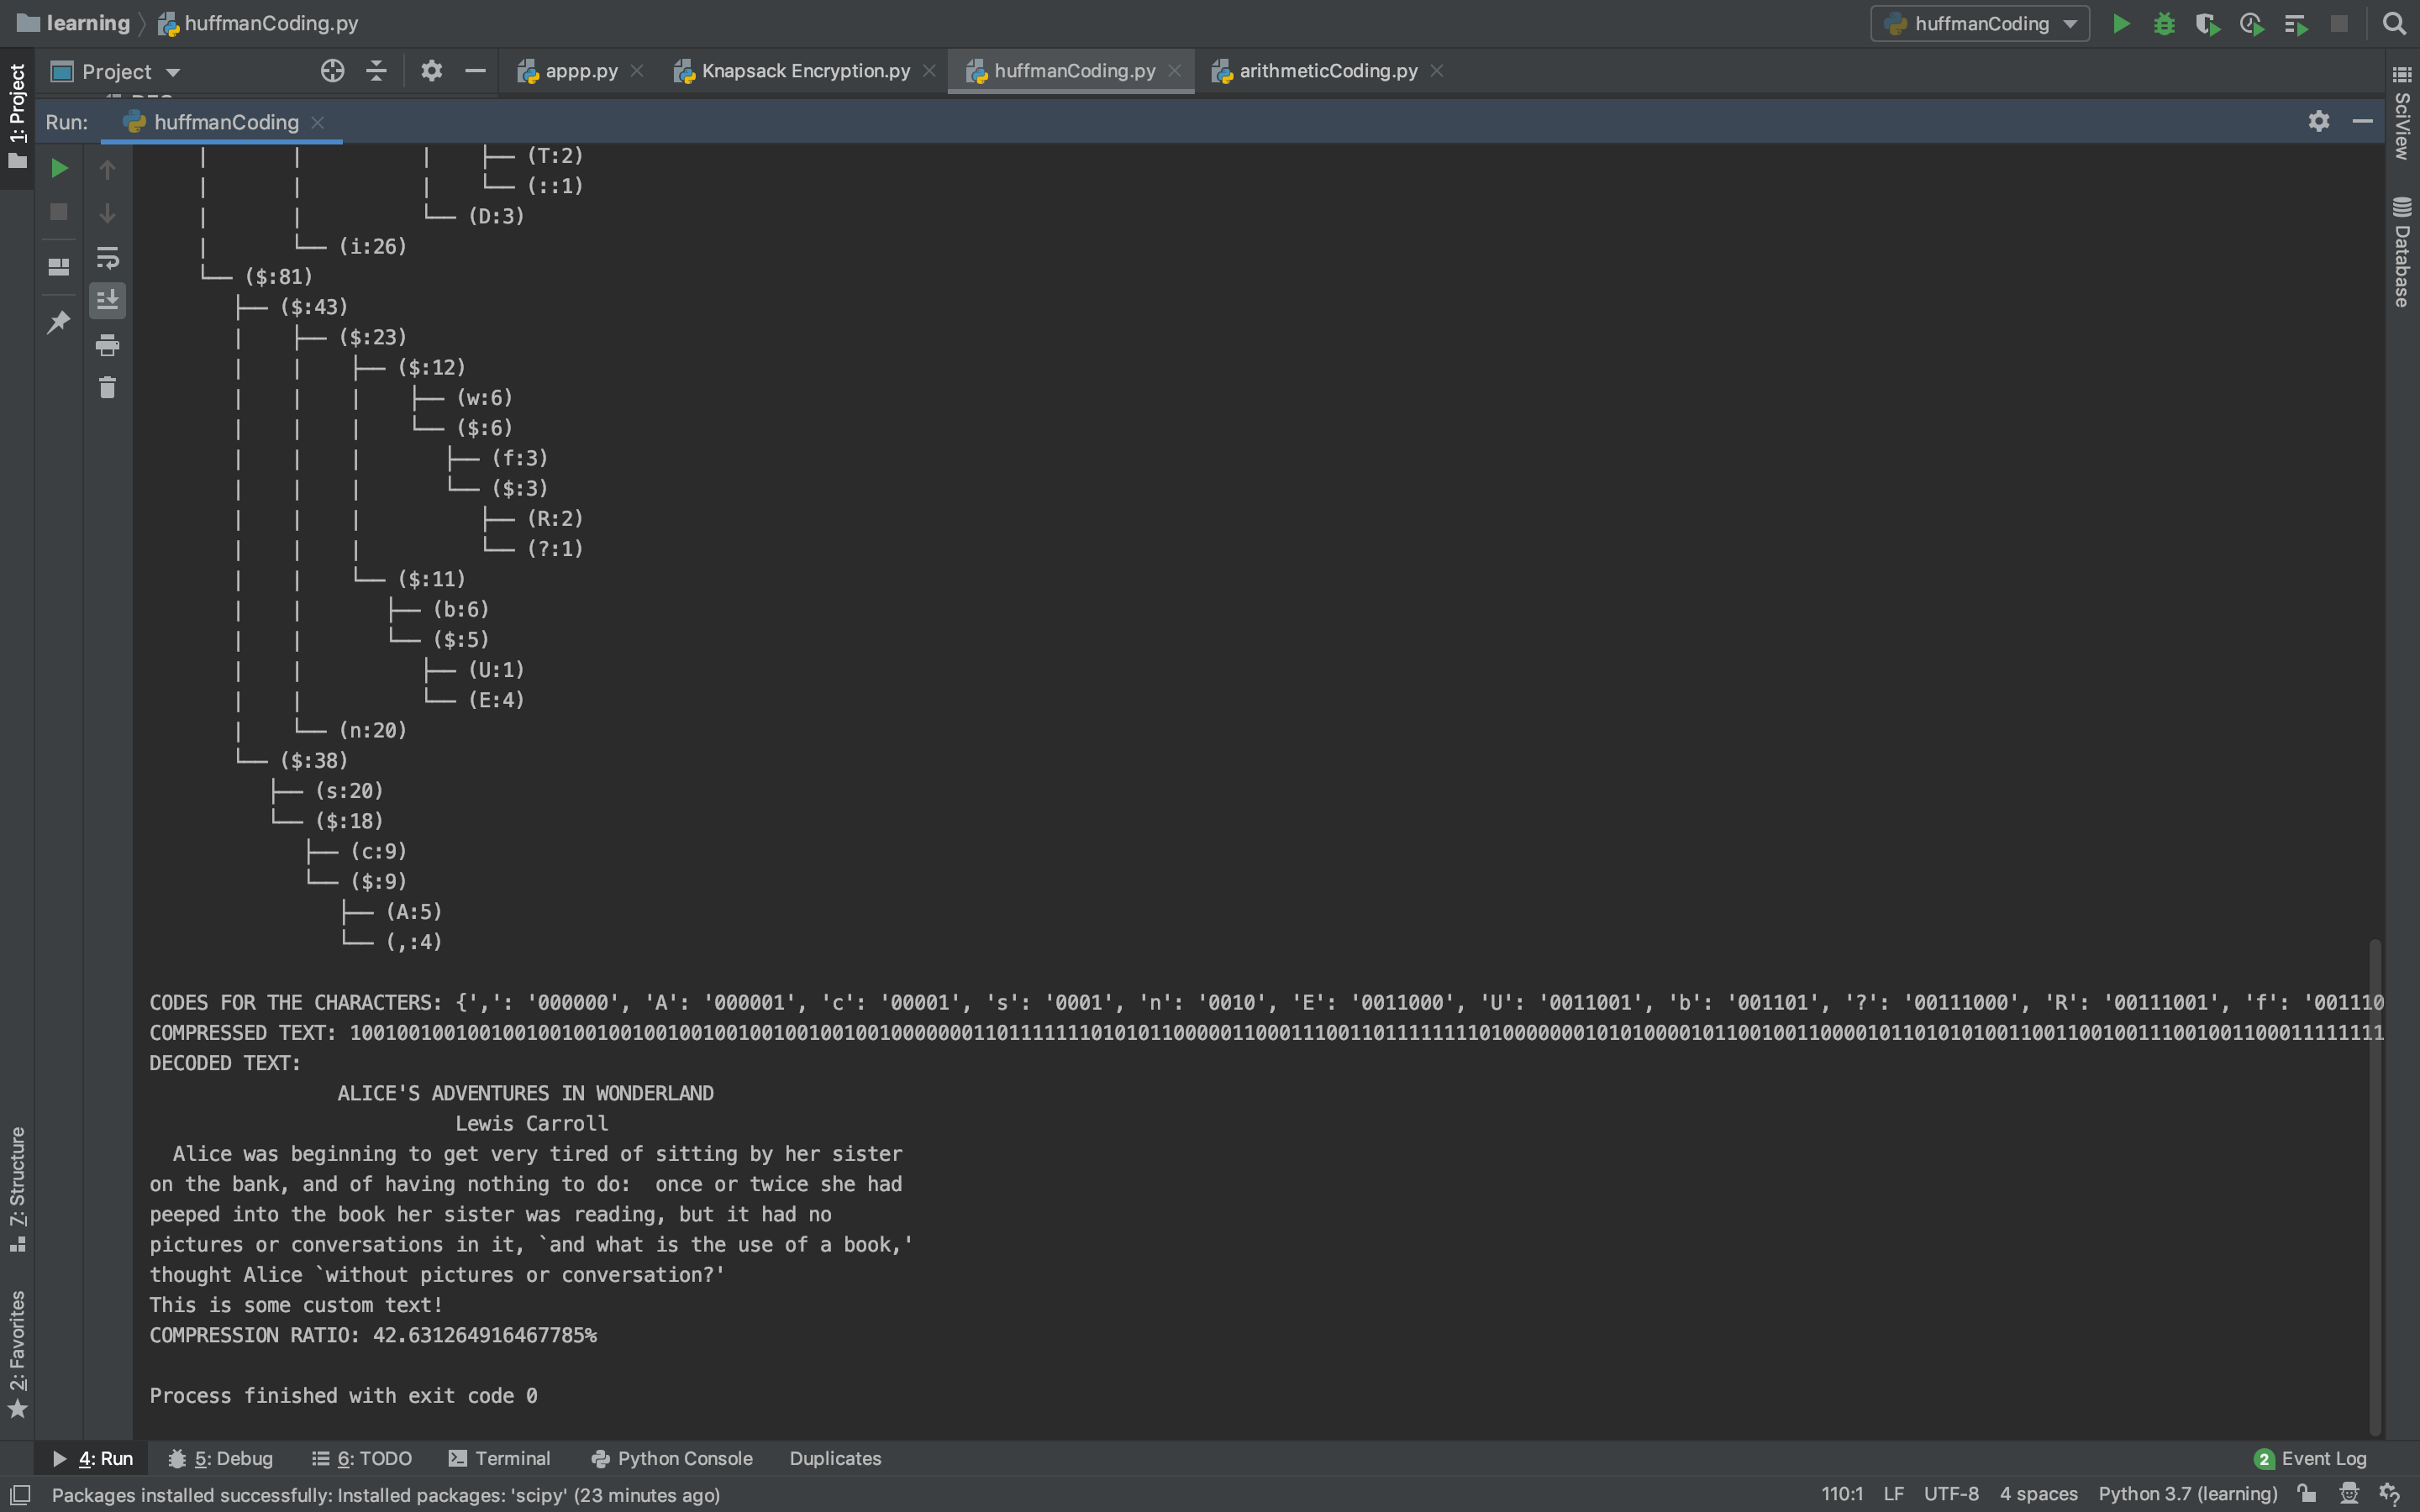 learning huffmanCoding.py huffmanCoding
Project appp.py Knapsack Encryption.py huffmanCoding.py arithmeticCoding.py
1: Project
SciView
Database
Run: huffmanCoding
├── (T:2)
└── (::1)
└── (D:3)
└── (i:26)
└── ($:81)
├── ($:43)
├── ($:23)
├── ($:12)
├── (w:6)
└── ($:6)
├── (f:3)
└── ($:3)
├── (R:2)
└── (?:1)
└── ($:11)
├── (b:6)
└── ($:5)
├── (U:1)
└── (E:4)
└── (n:20)
└── ($:38)
├── (s:20)
└── ($:18)
├── (c:9)
└── ($:9)
├── (A:5)
└── (,:4)
CODES FOR THE CHARACTERS: {',': '000000', 'A': '000001', 'c': '00001', 's': '0001', 'n': '0010', 'E': '0011000', 'U': '0011001', 'b': '001101', '?': '00111000', 'R': '00111001', 'f': '001110
COMPRESSED TEXT:
DECODED TEXT:
ALICE'S ADVENTURES IN WONDERLAND
Lewis Carroll
Alice was beginning to get very tired of sitting by her sister
on the bank, and of having nothing to do:  once or twice she had
peeped into the book her sister was reading, but it had no
pictures or conversations in it, `and what is the use of a book,'
thought Alice `without pictures or conversation?'
This is some custom text!
COMPRESSION RATIO: 42.631264916467785%
Process finished with exit code 0
7: Structure
2: Favorites
4: Run 5: Debug 6: TODO Terminal Python Console Duplicates 2 Event Log
Packages installed successfully: Installed packages: 'scipy' (23 minutes ago) 110:1 LF UTF-8 4 spaces Python 3.7 (learning)